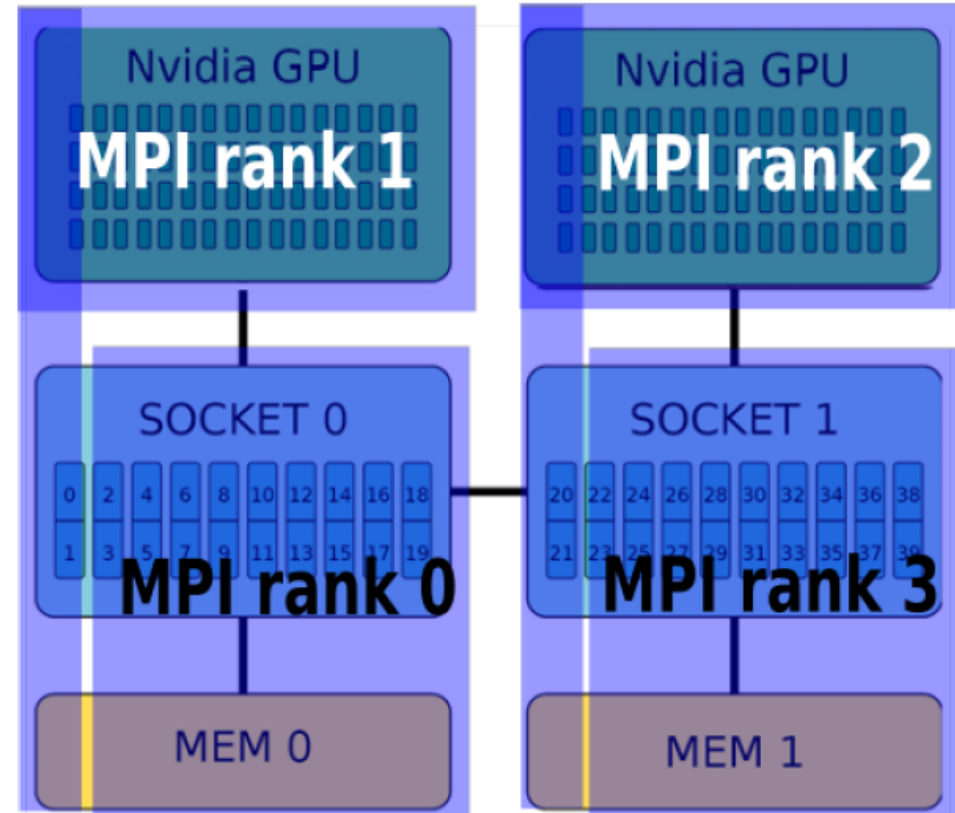 Nvidia GPU
MPI rank 1
Nvidia GPU
MPI rank 2
SOCKET 0
0 2 4 6 8 10 12 14 16 18
1 3 5 7 9 11 13 15 17 19
MPI rank 0
SOCKET 1
20 22 24 26 28 30 32 34 36 38
21 23 25 27 29 31 33 35 37 39
MPI rank 3
MEM 0
MEM 1